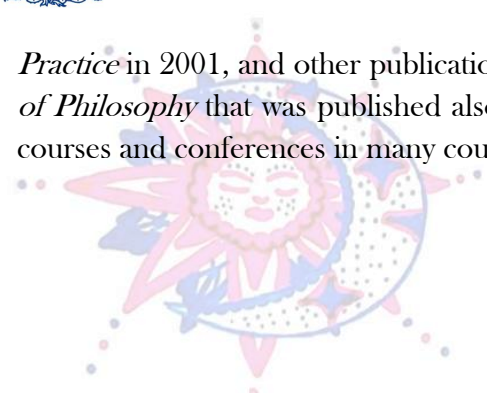 Practice in 2001, and other publicatio
of Philosophy that was published also
courses and conferences in many cou